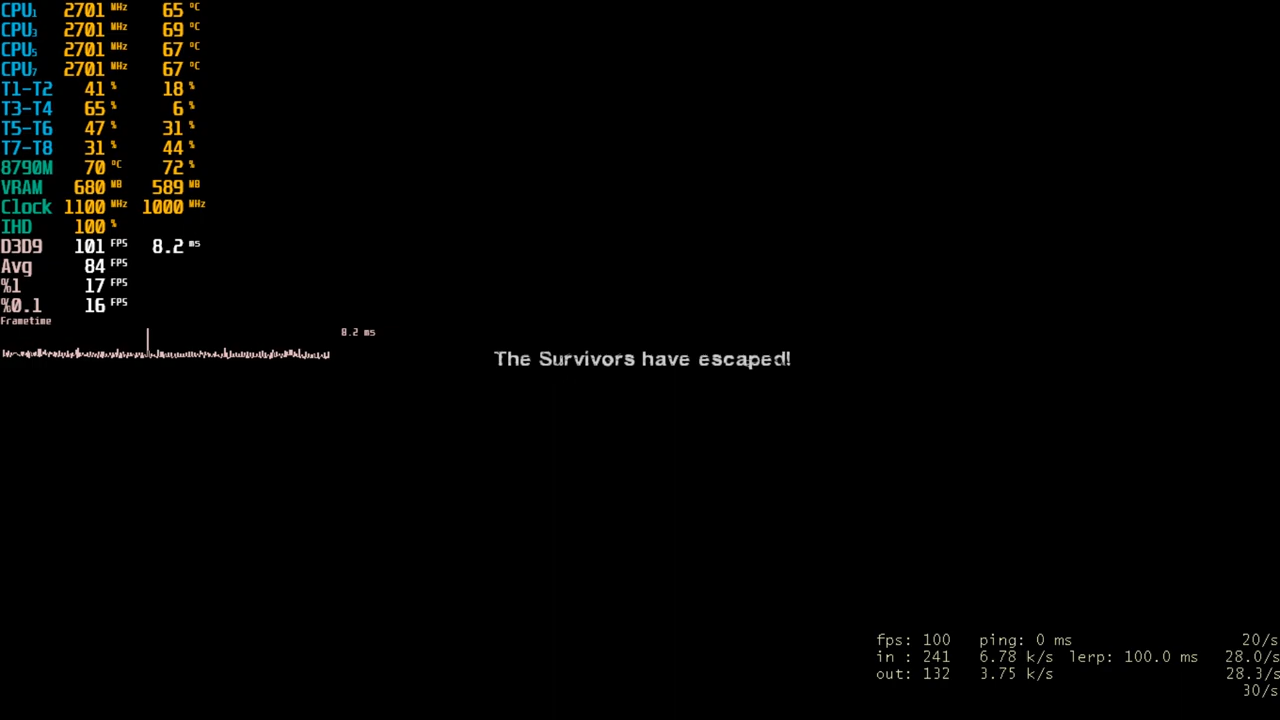 CPU1 2701 MHz 65 °C
CPU3 2701 MHz 69 °C
CPU5 2701 MHz 67 °C
CPU7 2701 MHz 67 °C
T1-T2 41 % 18 %
T3-T4 65 % 6 %
T5-T6 47 % 31 %
T7-T8 31 % 44 %
8790M 70 °C 72 %
VRAM 680 MB 589 MB
Clock 1100 MHz 1000 MHz
IHD 100 %
D3D9 101 FPS 8.2 ms
Avg 84 FPS
%1 17 FPS
%0.1 16 FPS
Frametime
8.2 ms
The Survivors have escaped!
fps: 100 ping: 0 ms 20/s
in : 241 6.78 k/s lerp: 100.0 ms 28.0/s
out: 132 3.75 k/s 28.3/s
30/s